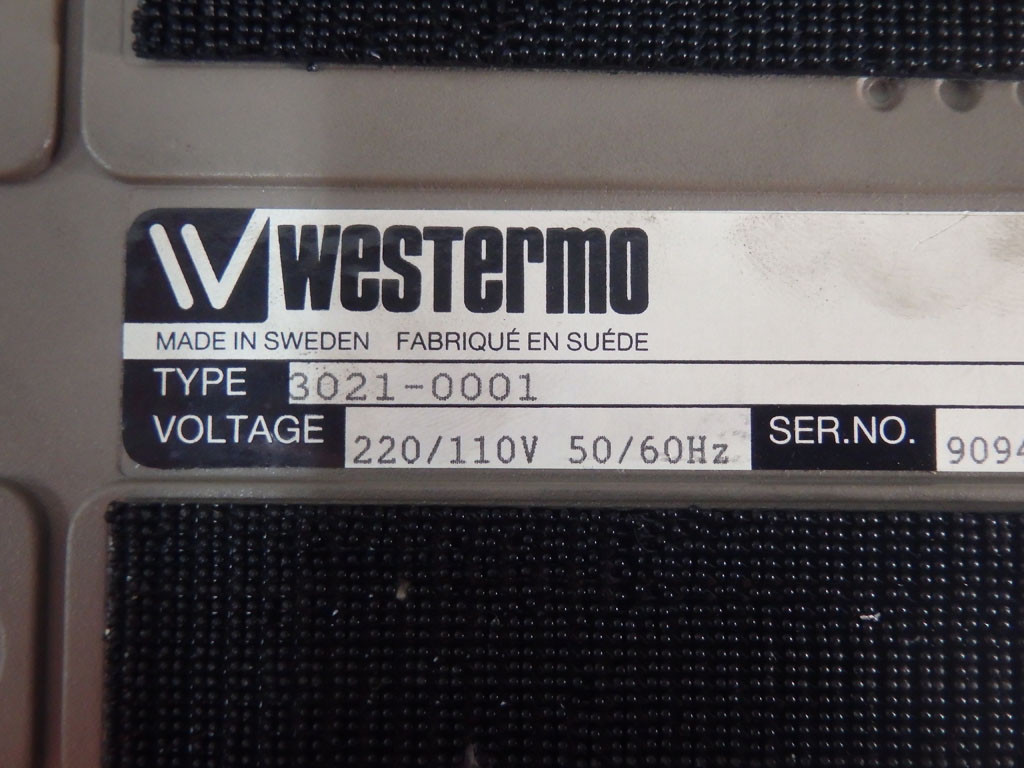 westermo
MADE IN SWEDEN FABRIQUÉ EN SUÉDE
TYPE 3021-0001
VOLTAGE 220/110V 50/60Hz SER.NO. 9094